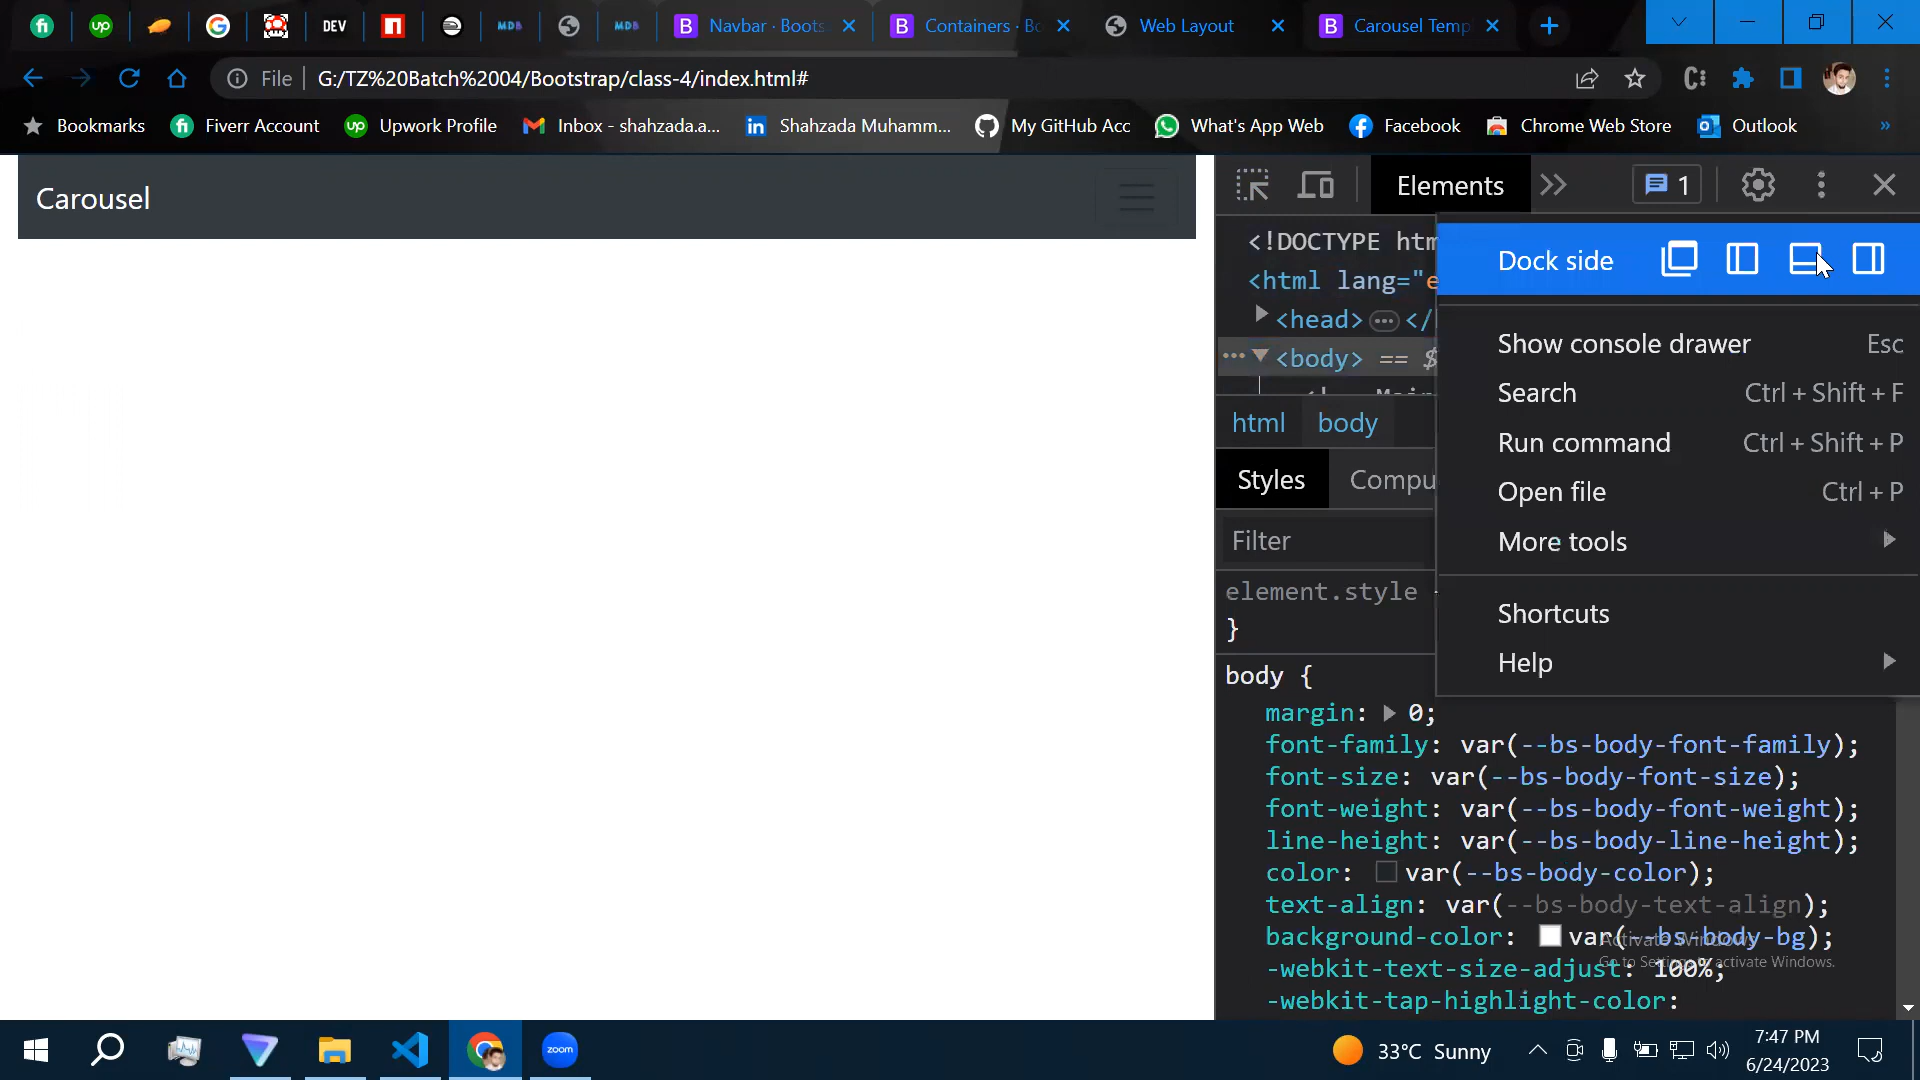 DEV
MDB
MDB
Navbar · Boots
Containers · Bo
Web Layout
Carousel Temp
File
G:/TZ%20Batch%2004/Bootstrap/class-4/index.html#
Bookmarks
Fiverr Account
Upwork Profile
Inbox - shahzada.a...
Shahzada Muhamm...
My GitHub Acc
What's App Web
Facebook
Chrome Web Store
Outlook
»
Carousel
Elements
1
<!DOCTYPE htm
<html lang="e
<head> … </
··· <body> == $
html body
Styles
Compu
Filter
element.style
}
body {
margin: 0;
font-family: var(--bs-body-font-family);
font-size: var(--bs-body-font-size);
font-weight: var(--bs-body-font-weight);
line-height: var(--bs-body-line-height);
color: var(--bs-body-color);
text-align: var(--bs-body-text-align);
background-color: var(--bs-body-bg);
-webkit-text-size-adjust: 100%;
-webkit-tap-highlight-color:
Dock side
Show console drawer Esc
Search Ctrl + Shift + F
Run command Ctrl + Shift + P
Open file Ctrl + P
More tools
Shortcuts
Help
Activate Windows
Go to Settings to activate Windows.
zoom
33°C Sunny
7:47 PM
6/24/2023